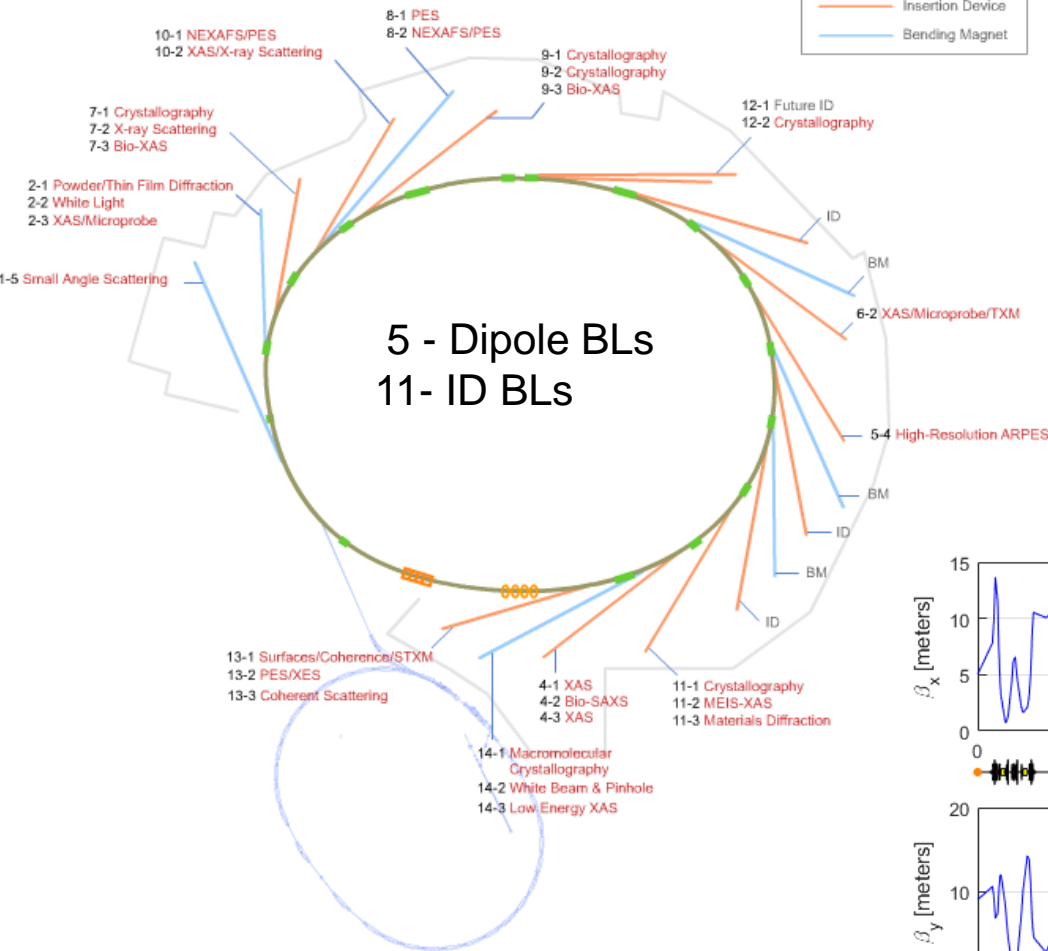 Insertion Device
Bending Magnet
8-1 PES
8-2 NEXAFS/PES
10-1 NEXAFS/PES
10-2 XAS/X-ray Scattering
9-1 Crystallography
9-2 Crystallography
9-3 Bio-XAS
7-1 Crystallography
7-2 X-ray Scattering
7-3 Bio-XAS
12-1 Future ID
12-2 Crystallography
2-1 Powder/Thin Film Diffraction
2-2 White Light
2-3 XAS/Microprobe
ID
BM
1-5 Small Angle Scattering
6-2 XAS/Microprobe/TXM
5 - Dipole BLs
11- ID BLs
5-4 High-Resolution ARPES
BM
ID
BM
ID
13-1 Surfaces/Coherence/STXM
13-2 PES/XES
13-3 Coherent Scattering
4-1 XAS
4-2 Bio-SAXS
4-3 XAS
11-1 Crystallography
11-2 MEIS-XAS
11-3 Materials Diffraction
14-1 Macromolecular
Crystallography
14-2 White Beam & Pinhole
14-3 Low Energy XAS
15
10
5
0
βx [meters]
0
20
10
βy [meters]